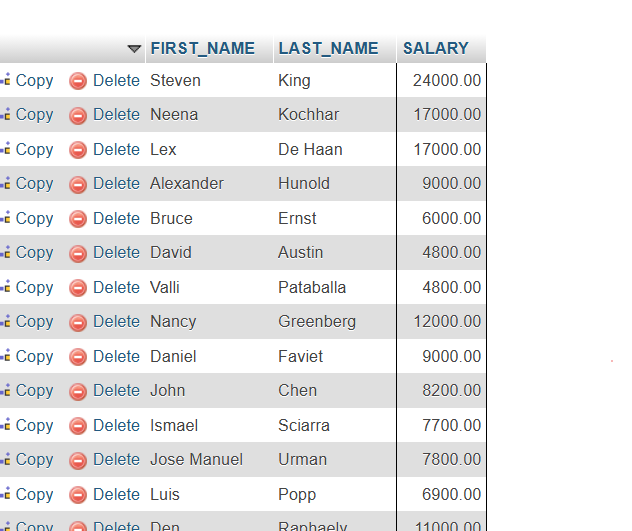 FIRST_NAME LAST_NAME SALARY
Copy Delete Steven King 24000.00
Copy Delete Neena Kochhar 17000.00
Copy Delete Lex De Haan 17000.00
Copy Delete Alexander Hunold 9000.00
Copy Delete Bruce Ernst 6000.00
Copy Delete David Austin 4800.00
Copy Delete Valli Pataballa 4800.00
Copy Delete Nancy Greenberg 12000.00
Copy Delete Daniel Faviet 9000.00
Copy Delete John Chen 8200.00
Copy Delete Ismael Sciarra 7700.00
Copy Delete Jose Manuel Urman 7800.00
Copy Delete Luis Popp 6900.00
Copy Delete Den Raphaely 11000.00